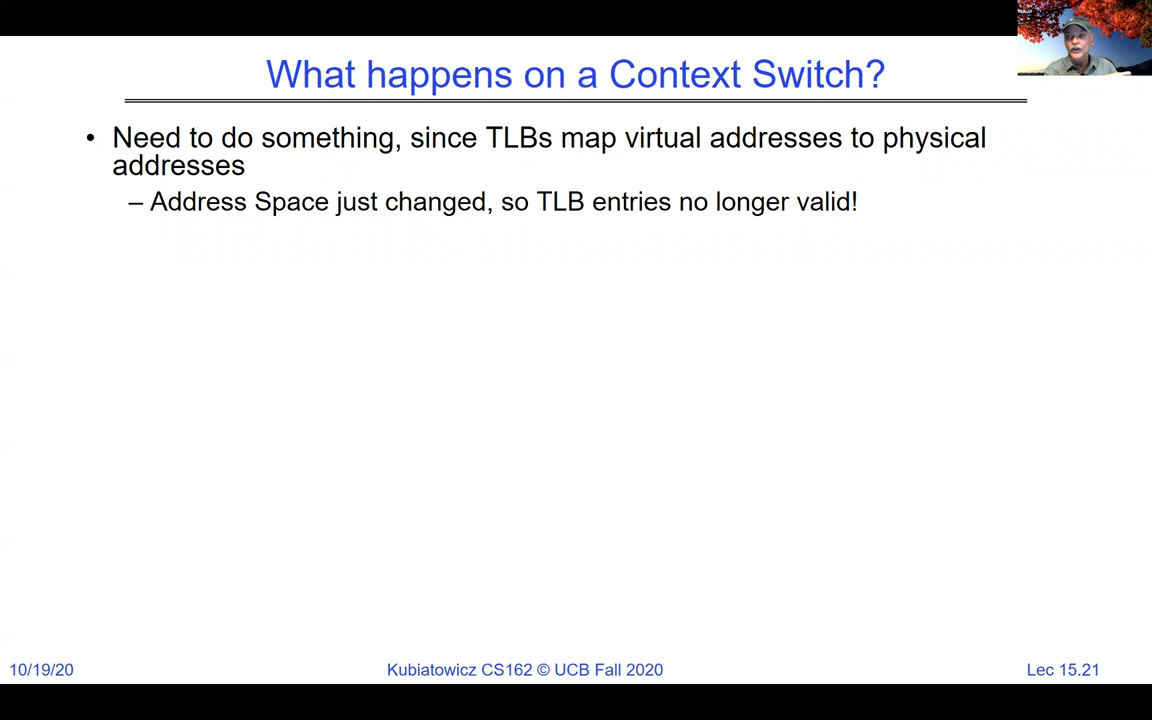 What happens on a Context Switch?
• Need to do something, since TLBs map virtual addresses to physical
addresses
– Address Space just changed, so TLB entries no longer valid!
10/19/20
Kubiatowicz CS162 © UCB Fall 2020
Lec 15.21